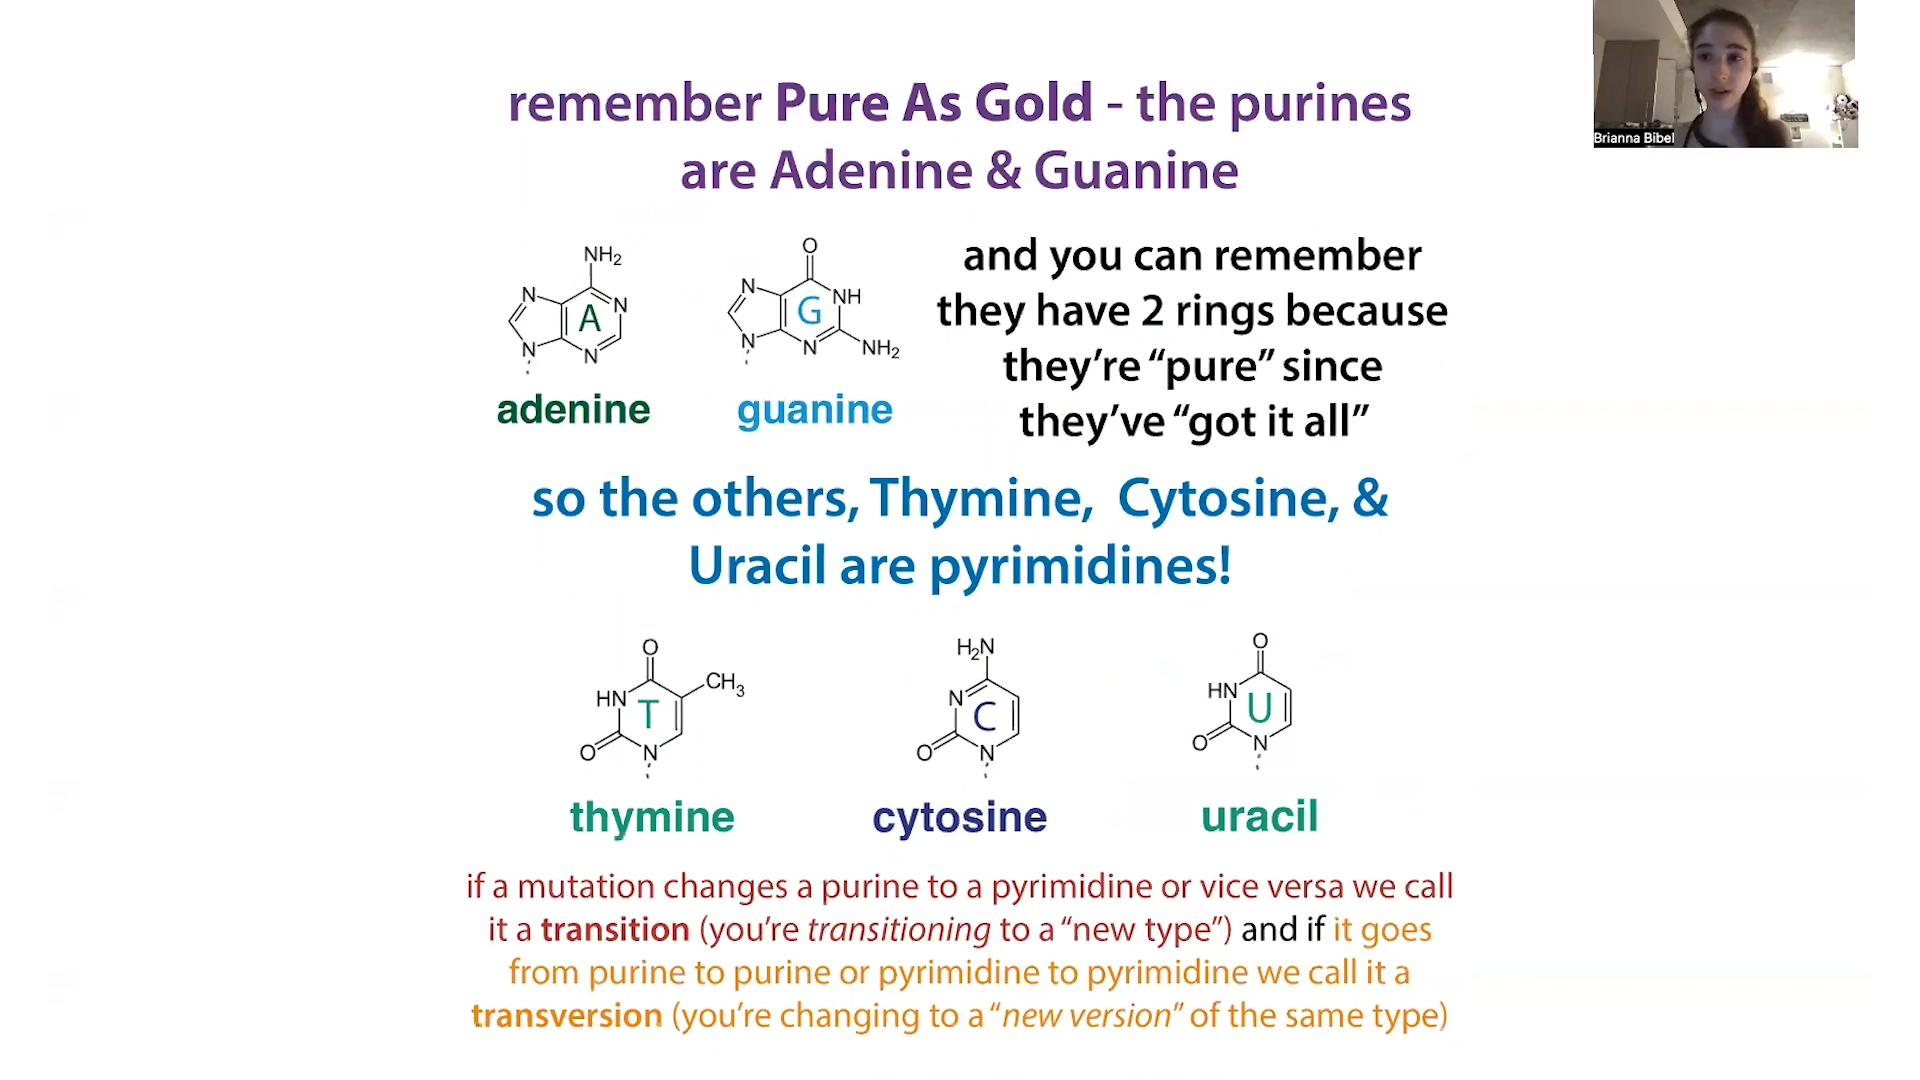 Brianna Bibel
remember Pure As Gold - the purines
are Adenine & Guanine
NH₂
N
N
N
N
A
adenine
O
N
NH
N
N
NH₂
G
guanine
and you can remember
they have 2 rings because
they're “pure” since
they've “got it all”
so the others, Thymine, Cytosine, &
Uracil are pyrimidines!
O
CH₃
HN
T
O
N
thymine
H₂N
N
C
O
N
cytosine
O
HN
U
O
N
uracil
if a mutation changes a purine to a pyrimidine or vice versa we call
it a transition (you're transitioning to a “new type”) and if it goes
from purine to purine or pyrimidine to pyrimidine we call it a
transversion (you're changing to a “new version” of the same type)